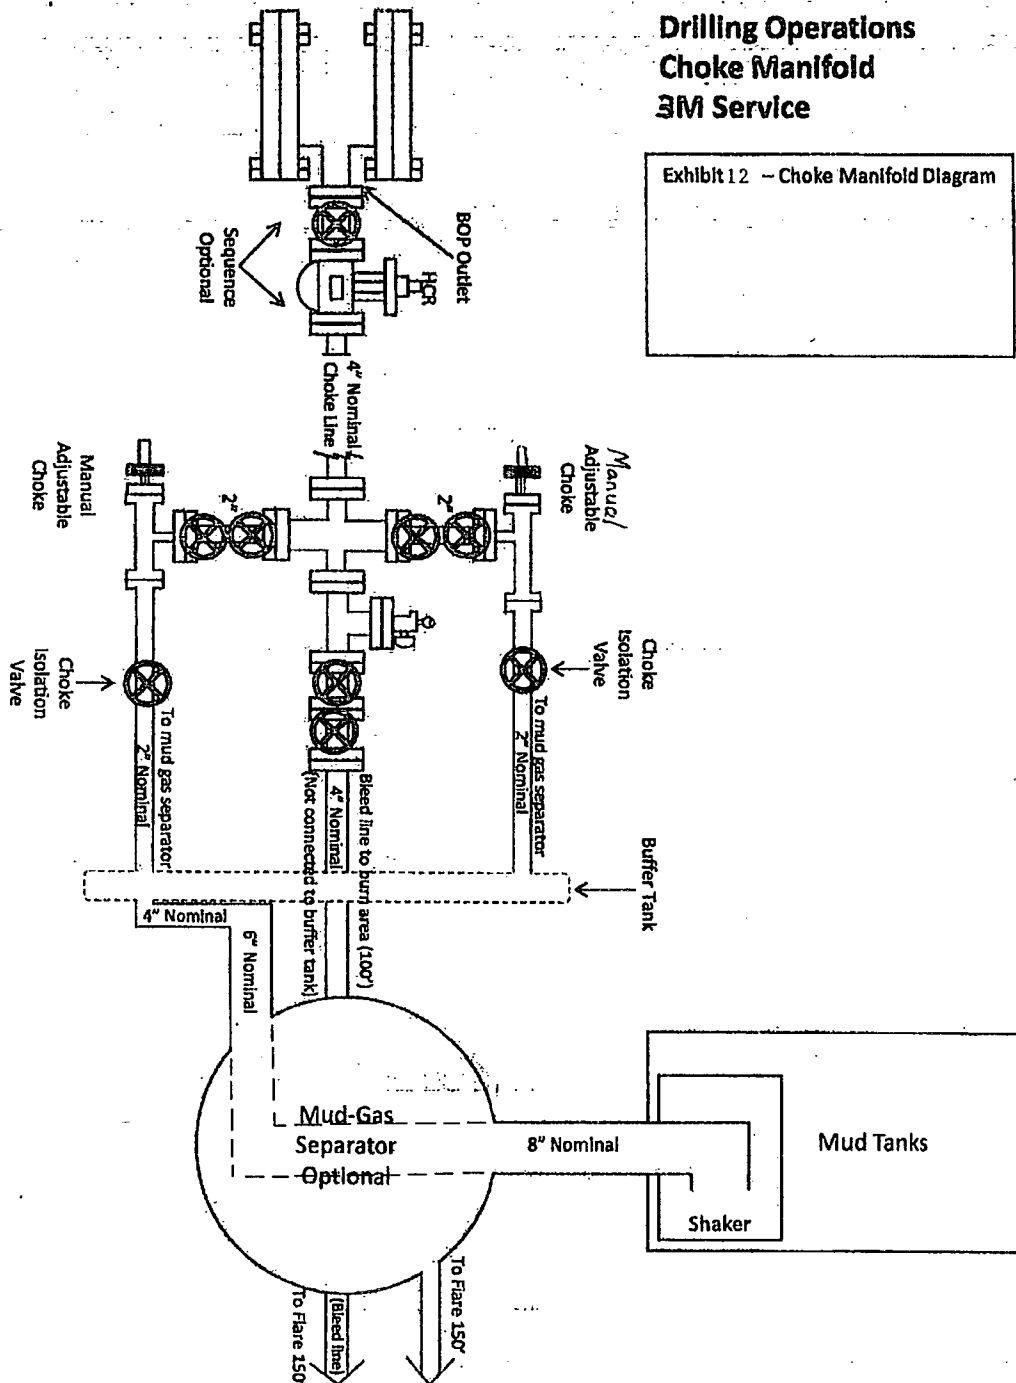 Drilling Operations
Choke Manifold
3M Service
Exhibit 12 – Choke Manifold Diagram
BOP Outlet
HCR
Sequence
Optional
4" Nominal
Choke Line
Manual
Adjustable
Choke
2"
2"
Manual
Adjustable
Choke
Choke
Isolation
Valve
Choke
Isolation
Valve
To mud gas separator
2" Nominal
Bleed line to burn area (100')
4" Nominal
(Not connected to buffer tank)
To mud gas separator
2" Nominal
Buffer Tank
4" Nominal
6" Nominal
Mud-Gas
Separator
Optional
8" Nominal
Mud Tanks
Shaker
To Flare 150'
(Bleed line)
To Flare 150'